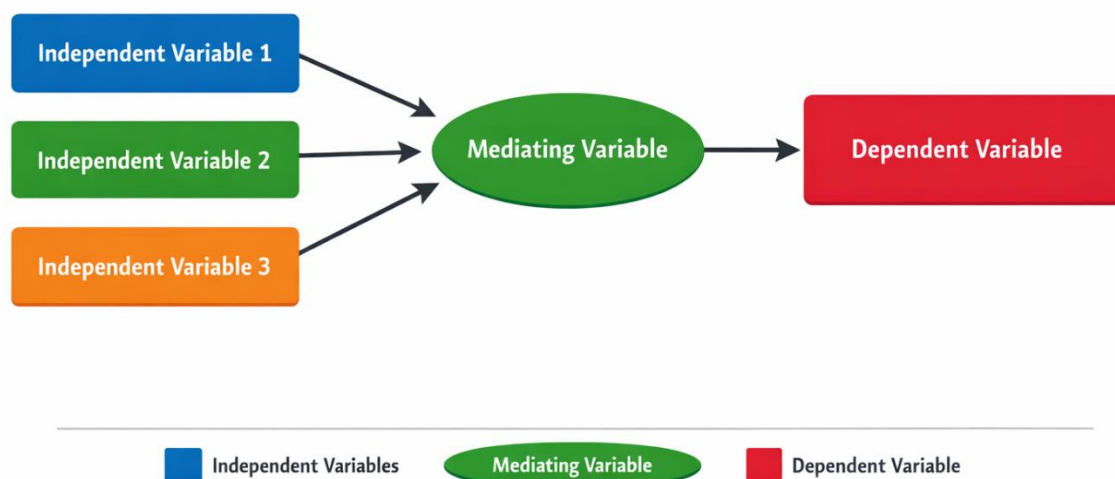 Independent Variable 1
Independent Variable 2
Independent Variable 3
Mediating Variable
Dependent Variable
Independent Variables
Mediating Variable
Dependent Variable